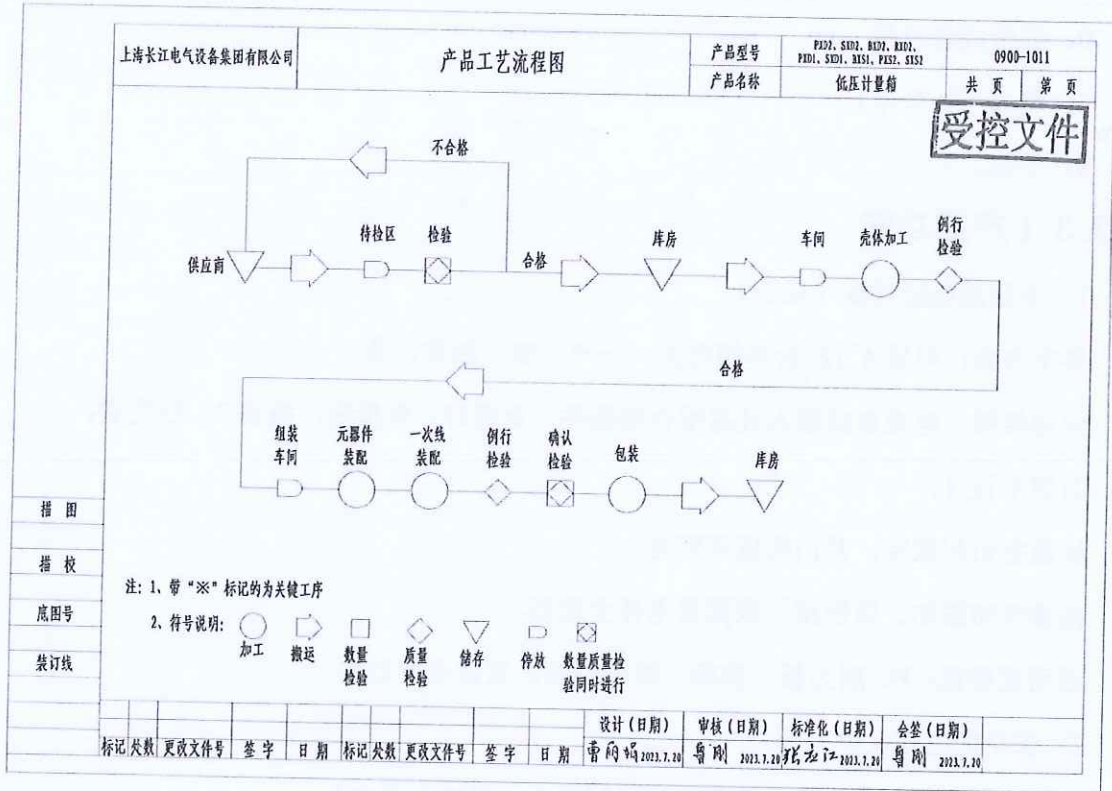 上海长江电气设备集团有限公司
产品工艺流程图
产品型号
PXD2、SXD2、BXD2、RXD2、
PXD1、SXD1、RXS1、PXS2、SXS2
0900-1011
产品名称
低压计量箱
共 页
第 页
受控文件
不合格
供应商
待检区
检验
合格
库房
车间
壳体加工
例行
检验
合格
组装
车间
元器件
装配
一次线
装配
例行
检验
确认
检验
包装
库房
描 图
描 校
底图号
装订线
注:1、带“※”标记的为关键工序
2、符号说明:
加工
搬运
数量
检验
质量
检验
储存
停放
数量质量检
验同时进行
设计(日期)
审核(日期)
标准化(日期)
会签(日期)
标记 处数 更改文件号 签 字 日 期 标记 处数 更改文件号 签 字 日 期
2023.7.20
鲁刚 2023.7.20
张志江 2023.7.20
鲁刚 2023.7.20